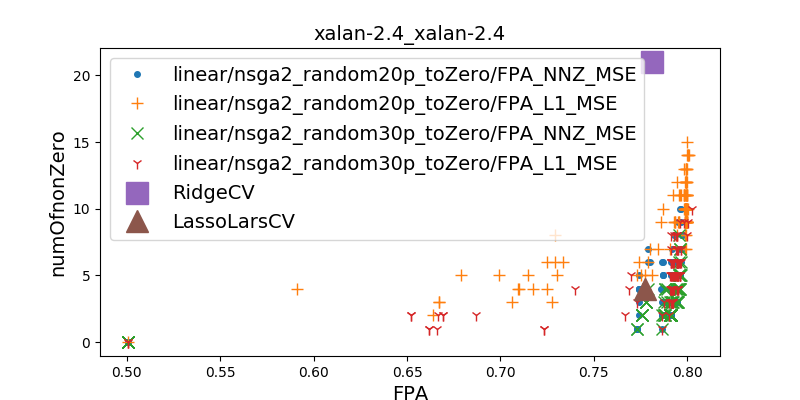 xalan-2.4_xalan-2.4
linear/nsga2_random20p_toZero/FPA_NNZ_MSE
linear/nsga2_random20p_toZero/FPA_L1_MSE
linear/nsga2_random30p_toZero/FPA_NNZ_MSE
linear/nsga2_random30p_toZero/FPA_L1_MSE
RidgeCV
LassoLarsCV
numOfnonZero
20
15
10
5
0
0.50 0.55 0.60 0.65 0.70 0.75 0.80
FPA